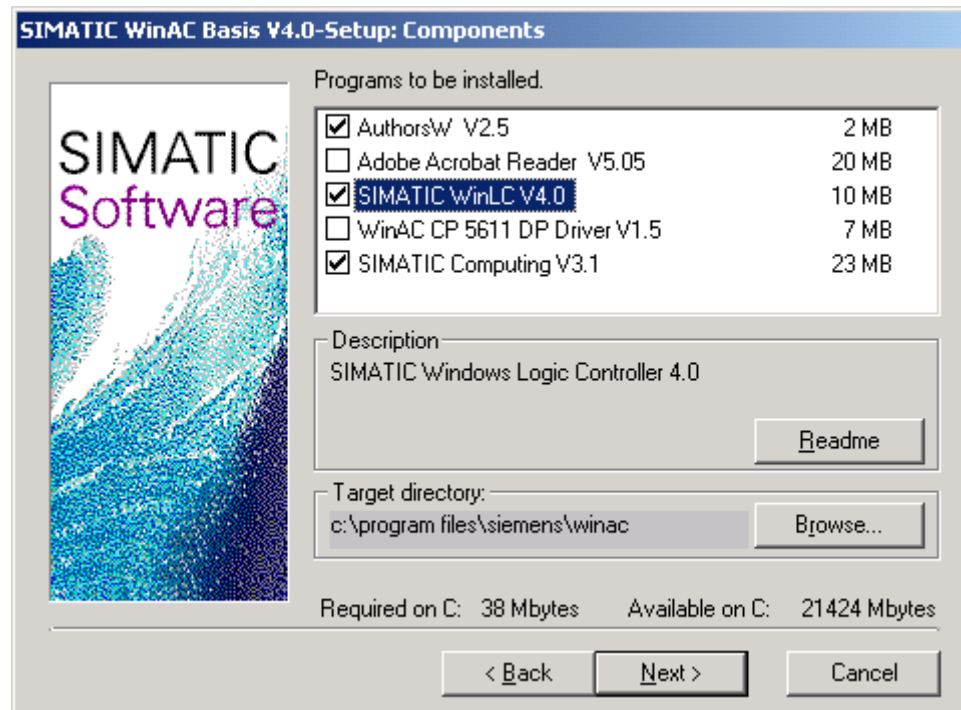 SIMATIC WinAC Basis V4.0-Setup: Components
SIMATIC
Software
Programs to be installed.
AuthorsW V2.5 2 MB
Adobe Acrobat Reader V5.05 20 MB
SIMATIC WinLC V4.0 10 MB
WinAC CP 5611 DP Driver V1.5 7 MB
SIMATIC Computing V3.1 23 MB
Description
SIMATIC Windows Logic Controller 4.0
Readme
Target directory:
c:\program files\siemens\winac
Browse...
Required on C: 38 Mbytes Available on C: 21424 Mbytes
< Back Next > Cancel